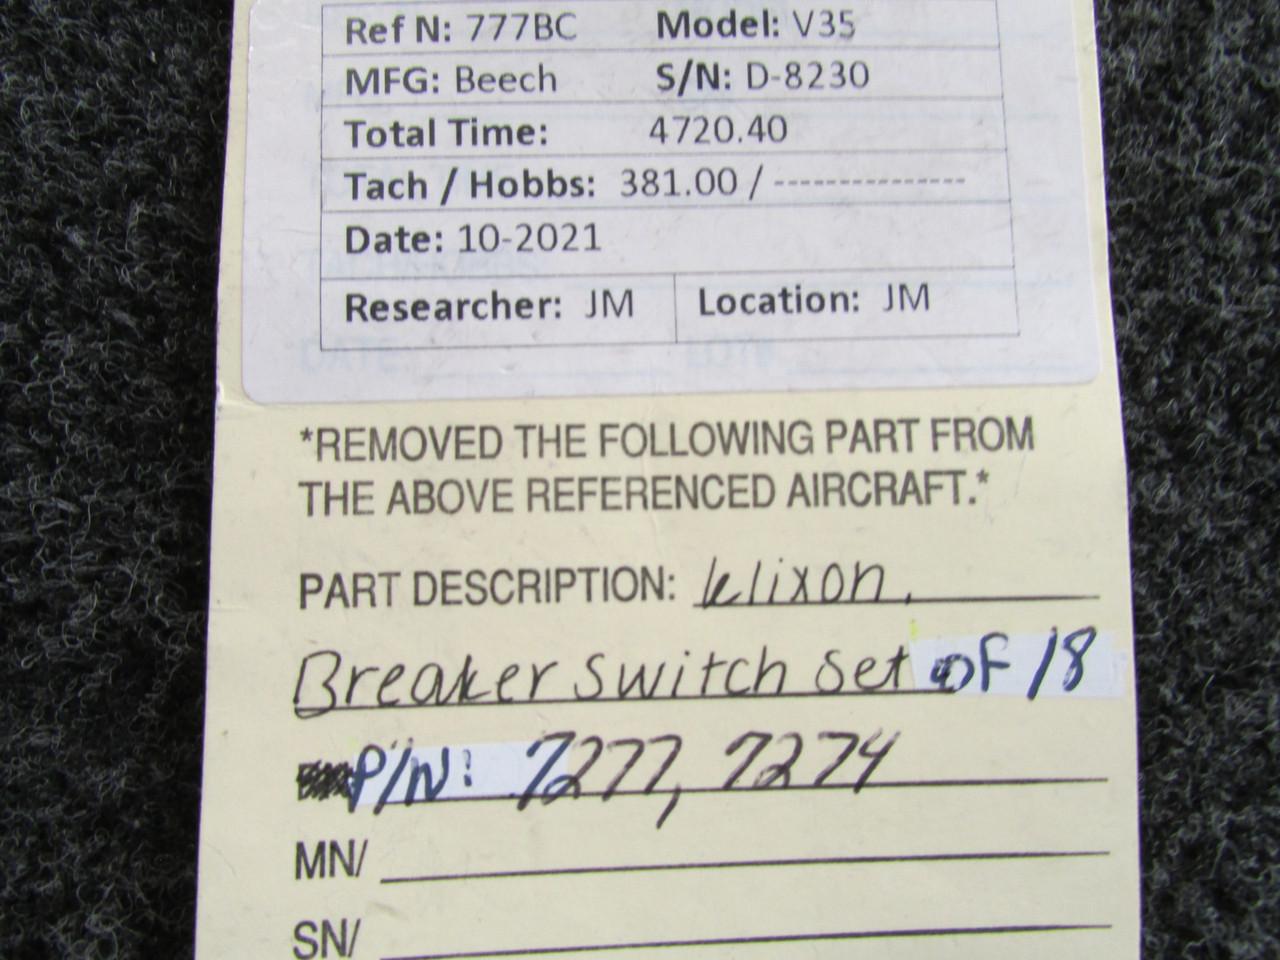 Ref N: 777BC Model: V35
MFG: Beech S/N: D-8230
Total Time: 4720.40
Tach / Hobbs: 381.00 / ---------------
Date: 10-2021
Researcher: JM Location: JM
DATE: LOT#
*REMOVED THE FOLLOWING PART FROM
THE ABOVE REFERENCED AIRCRAFT.*
PART DESCRIPTION: Klixon,
Breaker Switch Set OF 18
P/N: 7277, 7274
MN/
SN/